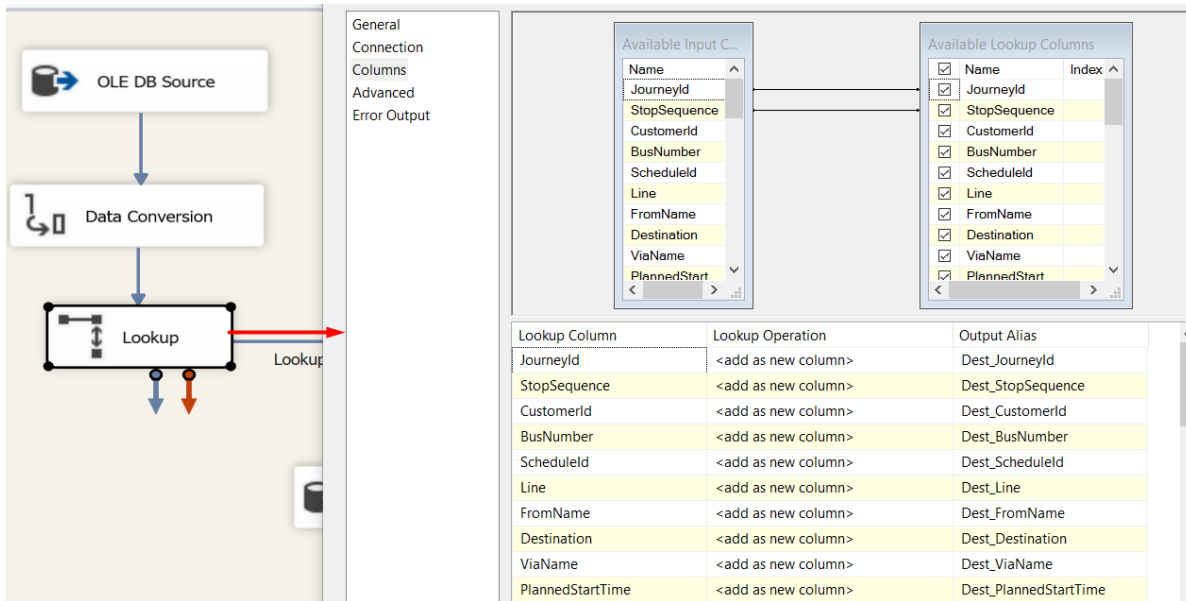 OLE DB Source
Data Conversion
Lookup
Lookup
General
Connection
Columns
Advanced
Error Output
Available Input C...
Name
JourneyId
StopSequence
CustomerId
BusNumber
ScheduleId
Line
FromName
Destination
ViaName
PlannedStart
Available Lookup Columns
Name Index
JourneyId
StopSequence
CustomerId
BusNumber
ScheduleId
Line
FromName
Destination
ViaName
PlannedStart
Lookup Column Lookup Operation Output Alias
JourneyId <add as new column> Dest_JourneyId
StopSequence <add as new column> Dest_StopSequence
CustomerId <add as new column> Dest_CustomerId
BusNumber <add as new column> Dest_BusNumber
ScheduleId <add as new column> Dest_ScheduleId
Line <add as new column> Dest_Line
FromName <add as new column> Dest_FromName
Destination <add as new column> Dest_Destination
ViaName <add as new column> Dest_ViaName
PlannedStartTime <add as new column> Dest_PlannedStartTime